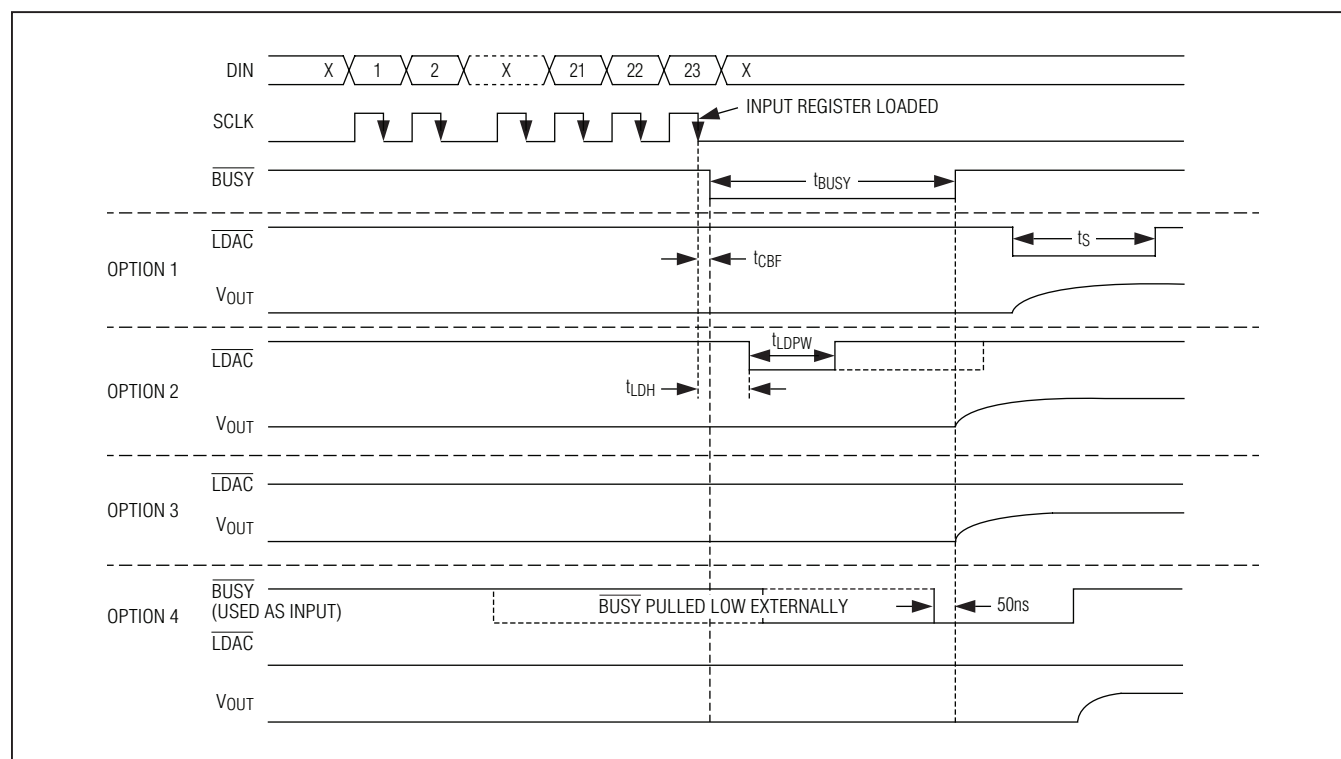 DIN X 1 2 X 21 22 23 X
SCLK INPUT REGISTER LOADED
BUSY tBUSY
OPTION 1
LDAC tS
tCBF
VOUT
OPTION 2
LDAC tLDPW
tLDH
VOUT
OPTION 3
LDAC
VOUT
OPTION 4
BUSY
(USED AS INPUT) BUSY PULLED LOW EXTERNALLY 50ns
LDAC
VOUT